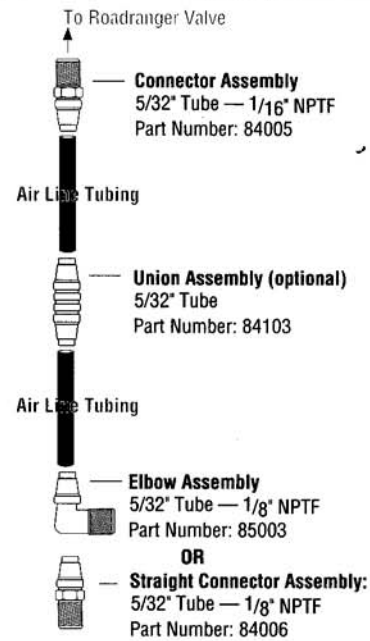 To Roadranger Valve
Connector Assembly
5/32" Tube — 1/16" NPTF
Part Number: 84005
Air Line Tubing
Union Assembly (optional)
5/32" Tube
Part Number: 84103
Air Line Tubing
Elbow Assembly
5/32" Tube — 1/8" NPTF
Part Number: 85003
OR
Straight Connector Assembly:
5/32" Tube — 1/8" NPTF
Part Number: 84006